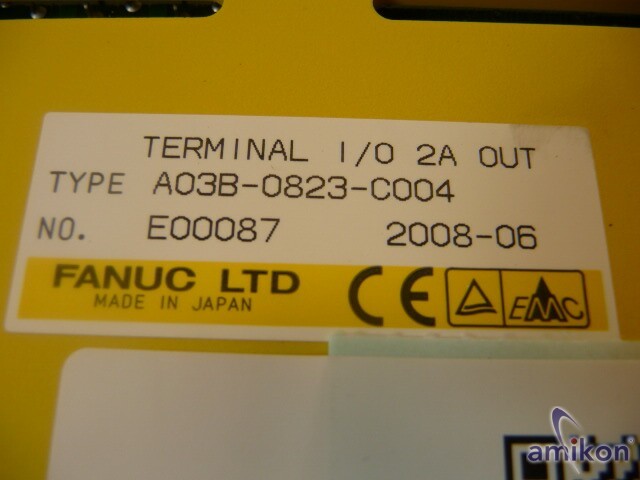 TERMINAL I/O 2A OUT
TYPE A03B-0823-C004
NO. E00087 2008-06
FANUC LTD
MADE IN JAPAN
CE
EMC
amikon